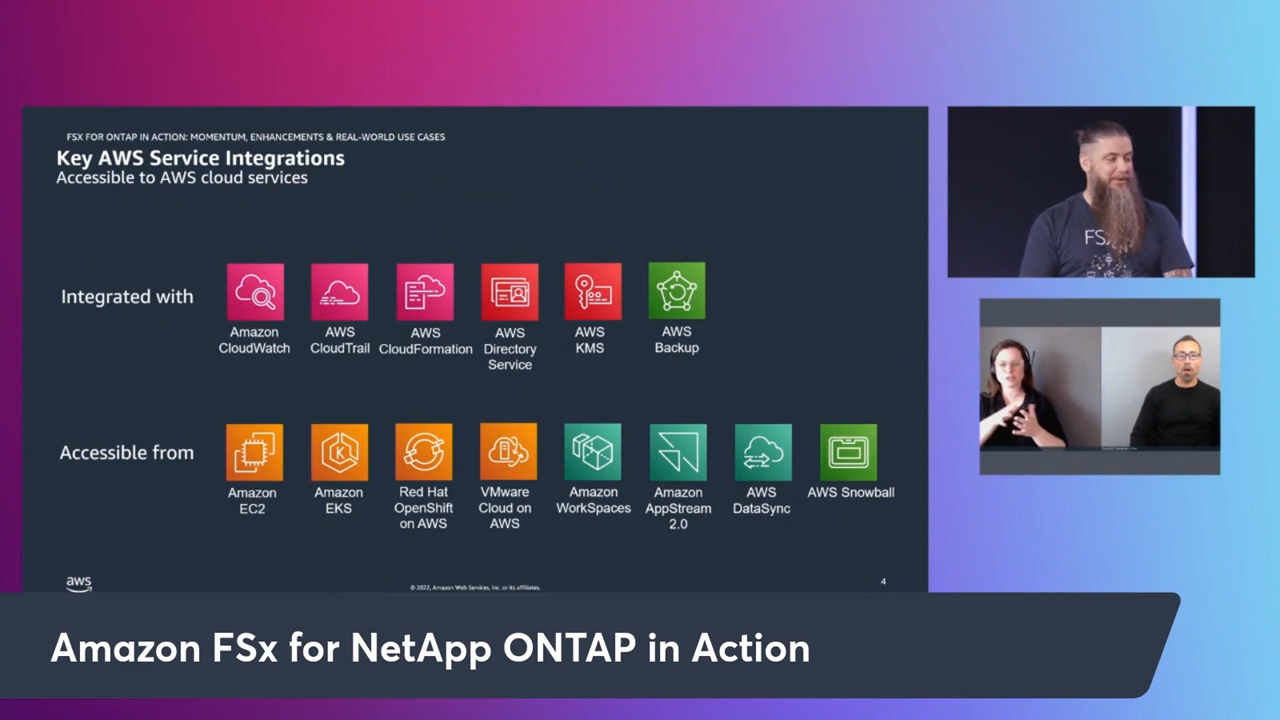 FSX FOR ONTAP IN ACTION: MOMENTUM, ENHANCEMENTS & REAL-WORLD USE CASES
Key AWS Service Integrations
Accessible to AWS cloud services
Integrated with
Amazon
CloudWatch
AWS
CloudTrail
AWS
CloudFormation
AWS
Directory
Service
AWS
KMS
AWS
Backup
Accessible from
Amazon
EC2
Amazon
EKS
Red Hat
OpenShift
on AWS
VMware
Cloud on
AWS
Amazon
WorkSpaces
Amazon
AppStream
2.0
AWS
DataSync
AWS Snowball
aws
© 2022, Amazon Web Services, Inc. or its affiliates.
4
FSx
Amazon FSx for NetApp ONTAP in Action